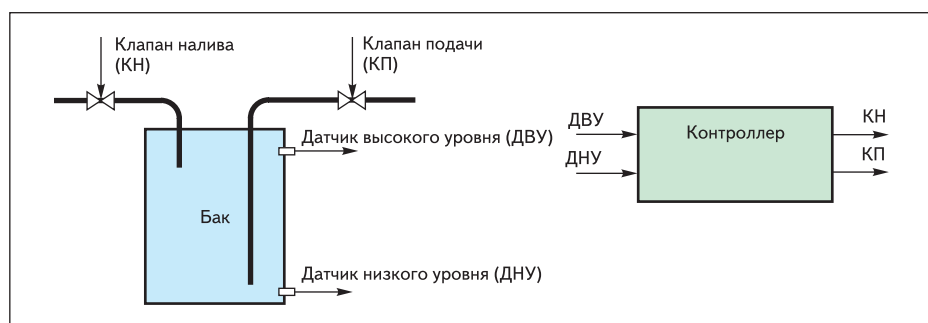 Клапан налива
(КН)
Клапан подачи
(КП)
Датчик высокого уровня (ДВУ)
Бак
Датчик низкого уровня (ДНУ)
ДВУ
ДНУ
Контроллер
КН
КП